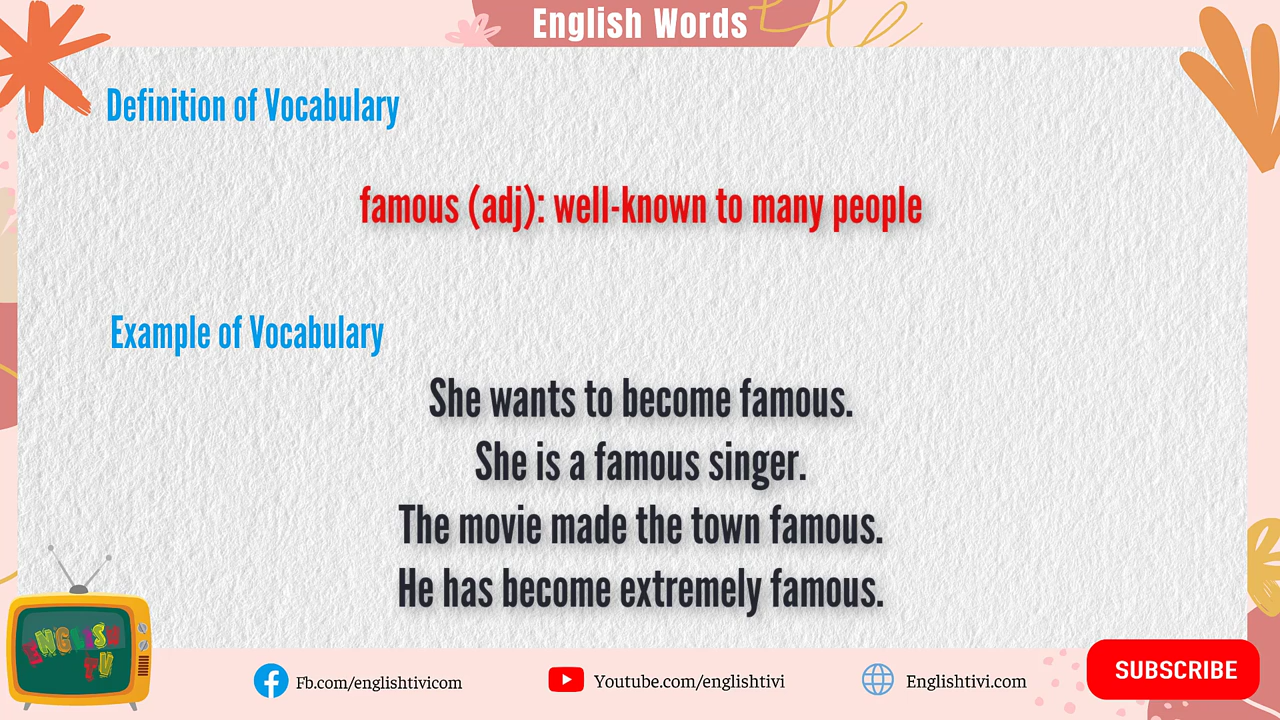 English Words
Definition of Vocabulary
famous (adj): well-known to many people
Example of Vocabulary
She wants to become famous.
She is a famous singer.
The movie made the town famous.
He has become extremely famous.
ENGLISH
TV
Fb.com/englishtivicom
Youtube.com/englishtivi
Englishtivi.com
SUBSCRIBE